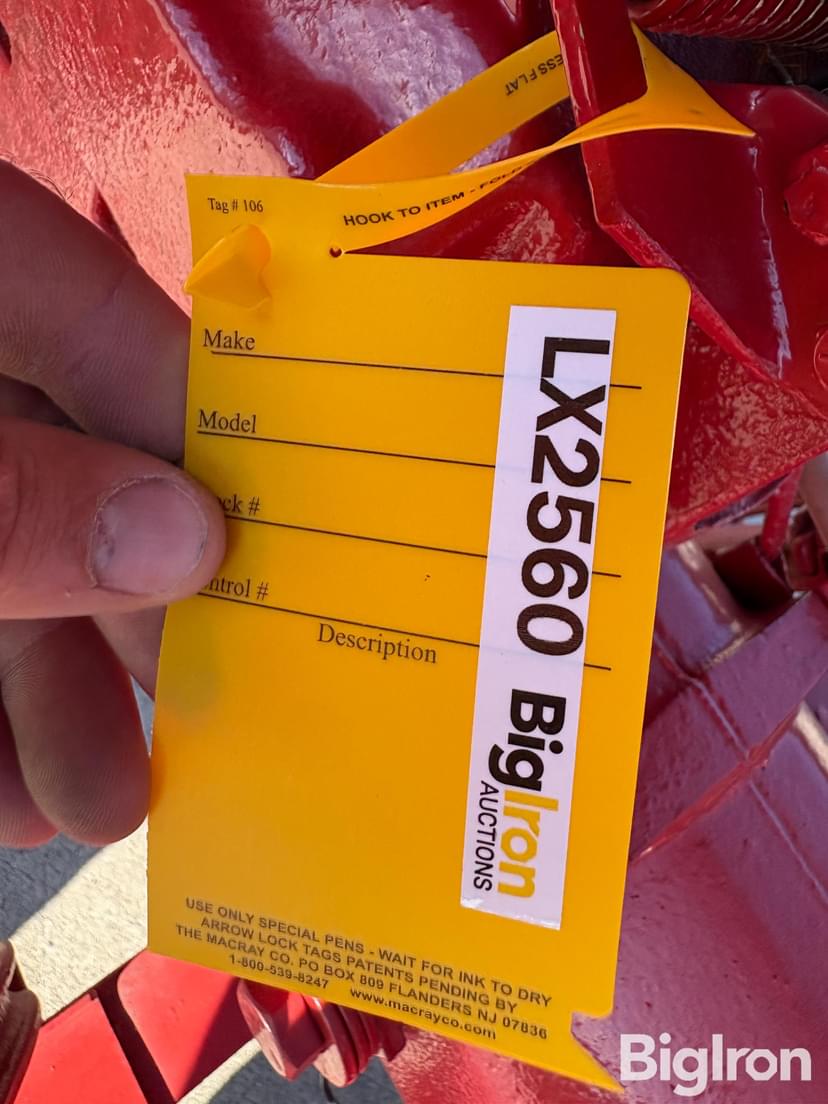 ESS FLAT
HOOK TO ITEM - FOLD
Tag # 106
Make
Model
ock #
ntrol #
Description
LX2560 BigIron
AUCTIONS
USE ONLY SPECIAL PENS - WAIT FOR INK TO DRY
ARROW LOCK TAGS PATENTS PENDING BY
THE MACRAY CO. PO BOX 809 FLANDERS NJ 07836
1-800-539-8247 www.macrayco.com
BigIron